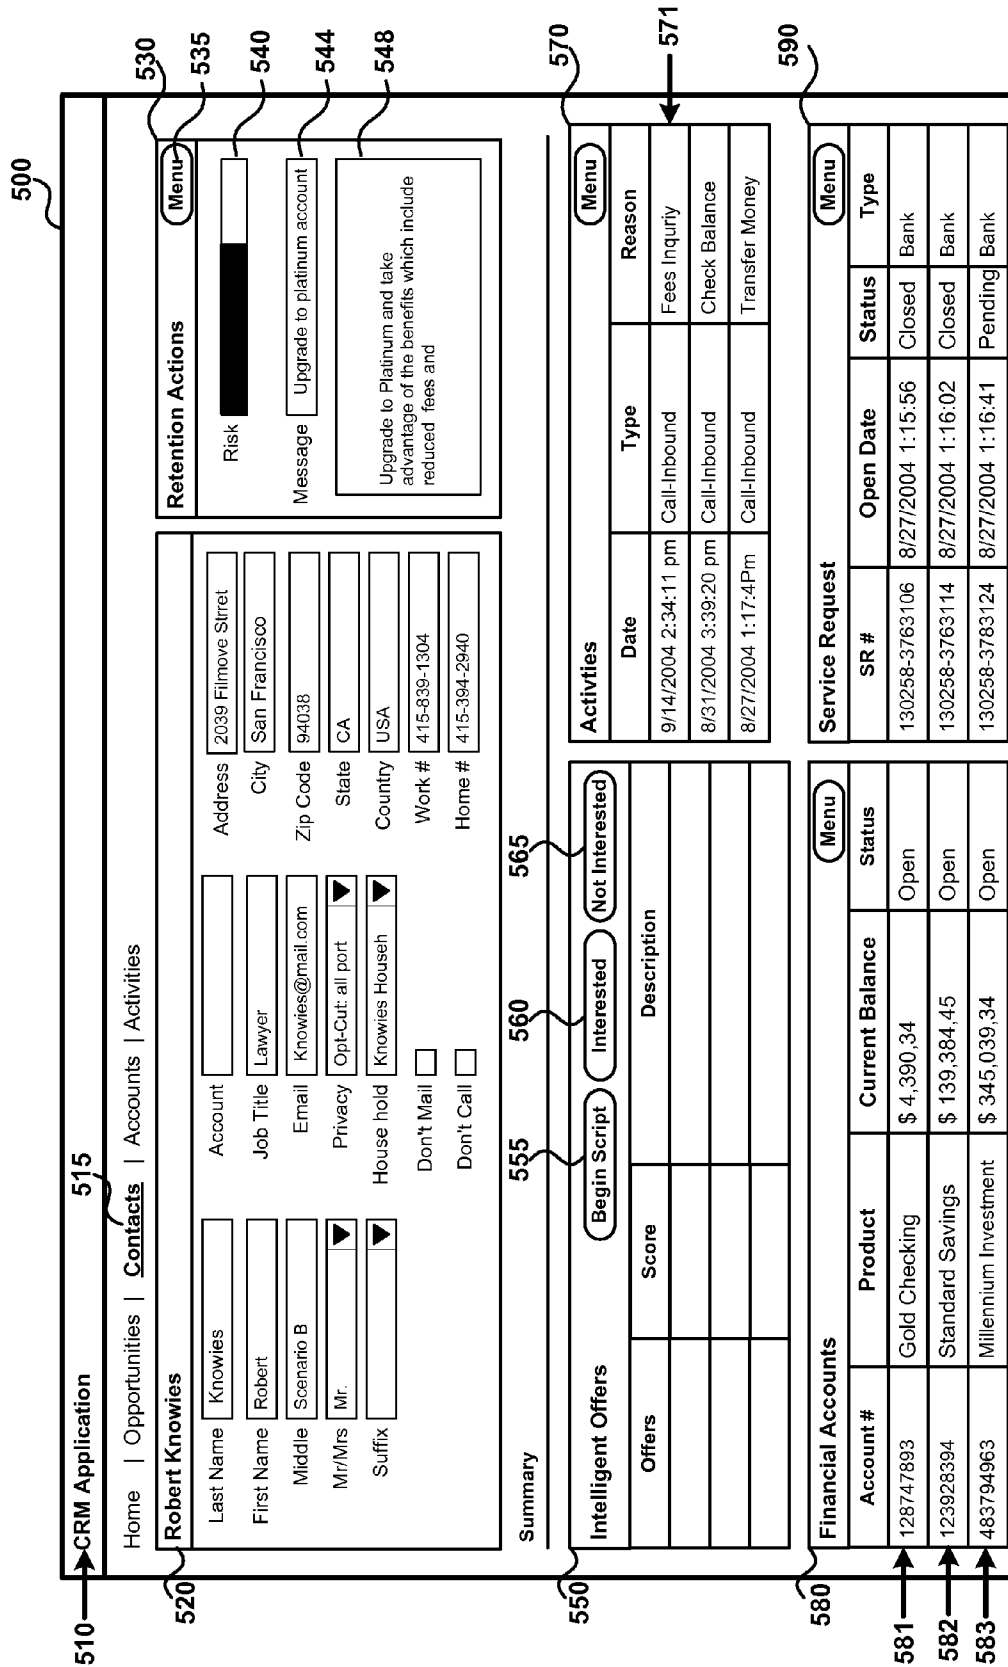 500
510
CRM Application
515
Home | Opportunities | Contacts | Accounts | Activities
520
Robert Knowies
Last Name Knowies
First Name Robert
Middle Scenario B
Mr/Mrs Mr.
Suffix
Account
Job Title Lawyer
Email Knowies@mail.com
Privacy Opt-Cut: all port
House hold Knowies Househ
Don't Mail
Don't Call
Address 2039 Filmove Strret
City San Francisco
Zip Code 94038
State CA
Country USA
Work # 415-839-1304
Home # 415-394-2940
530
Retention Actions Menu
535
Risk
540
Message Upgrade to platinum account
544
Upgrade to Platinum and take
advantage of the benefits which include
reduced fees and
548
Summary
550
Intelligent Offers Begin Script Interested Not Interested
555
560
565
Offers Score Description
570
Activties Menu
Date Type Reason
9/14/2004 2:34:11 pm Call-Inbound Fees Inquriy
571
8/31/2004 3:39:20 pm Call-Inbound Check Balance
8/27/2004 1:17:4Pm Call-Inbound Transfer Money
580
Financial Accounts Menu
Account # Product Current Balance Status
581
128747893 Gold Checking $ 4,390,34 Open
582
123928394 Standard Savings $ 139,384,45 Open
583
483794963 Millennium Investment $ 345,039,34 Open
590
Service Request Menu
SR # Open Date Status Type
130258-3763106 8/27/2004 1:15:56 Closed Bank
130258-3763114 8/27/2004 1:16:02 Closed Bank
130258-3783124 8/27/2004 1:16:41 Pending Bank